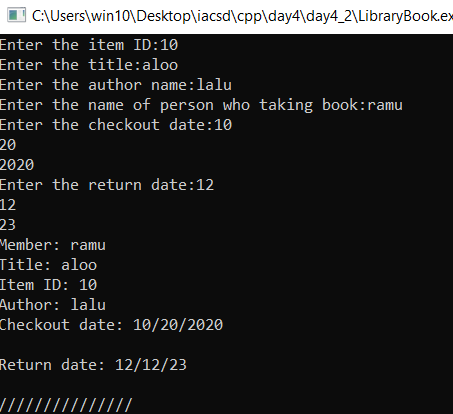 C:\Users\win10\Desktop\iacsd\cpp\day4\day4_2\LibraryBook.ex
Enter the item ID:10
Enter the title:aloo
Enter the author name:lalu
Enter the name of person who taking book:ramu
Enter the checkout date:10
20
2020
Enter the return date:12
12
23
Member: ramu
Title: aloo
Item ID: 10
Author: lalu
Checkout date: 10/20/2020
Return date: 12/12/23
///////////////